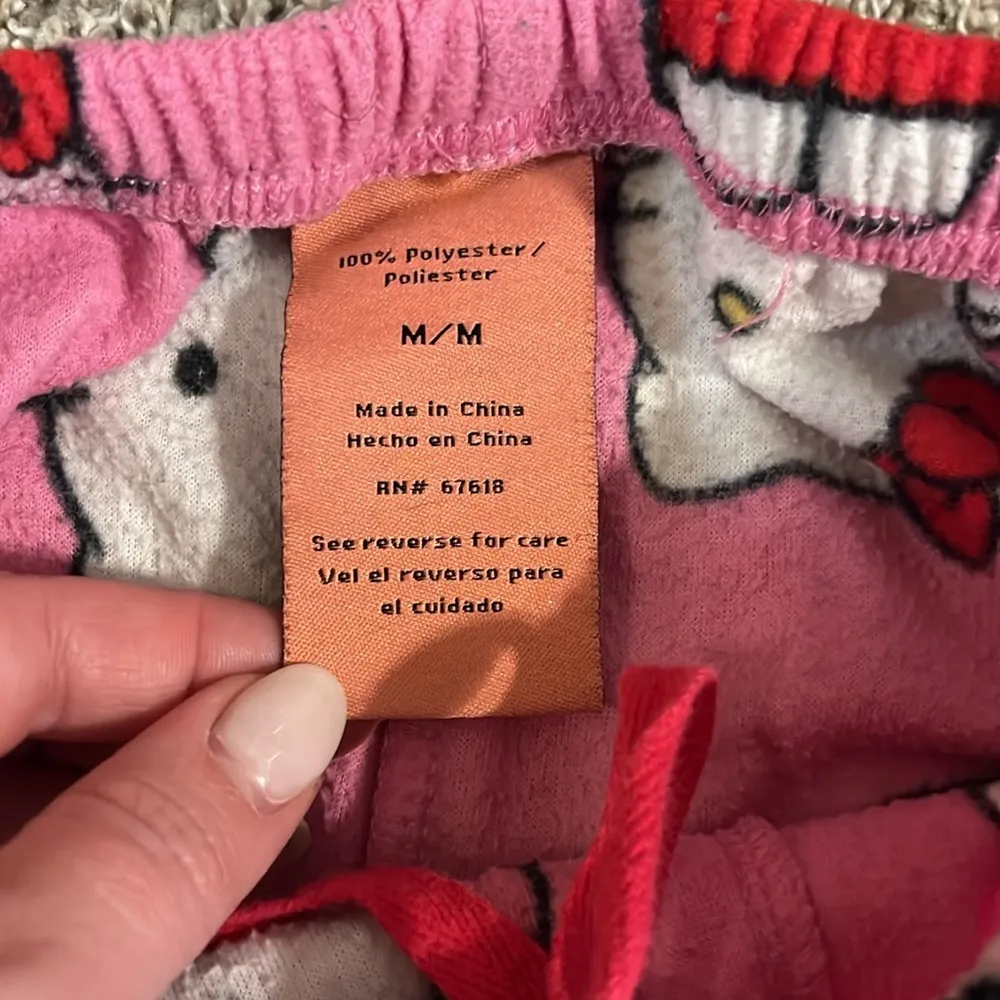 100% Polyester /
Poliester
M/M
Made in China
Hecho en China
RN# 67618
See reverse for care
Vel el reverso para
el cuidado